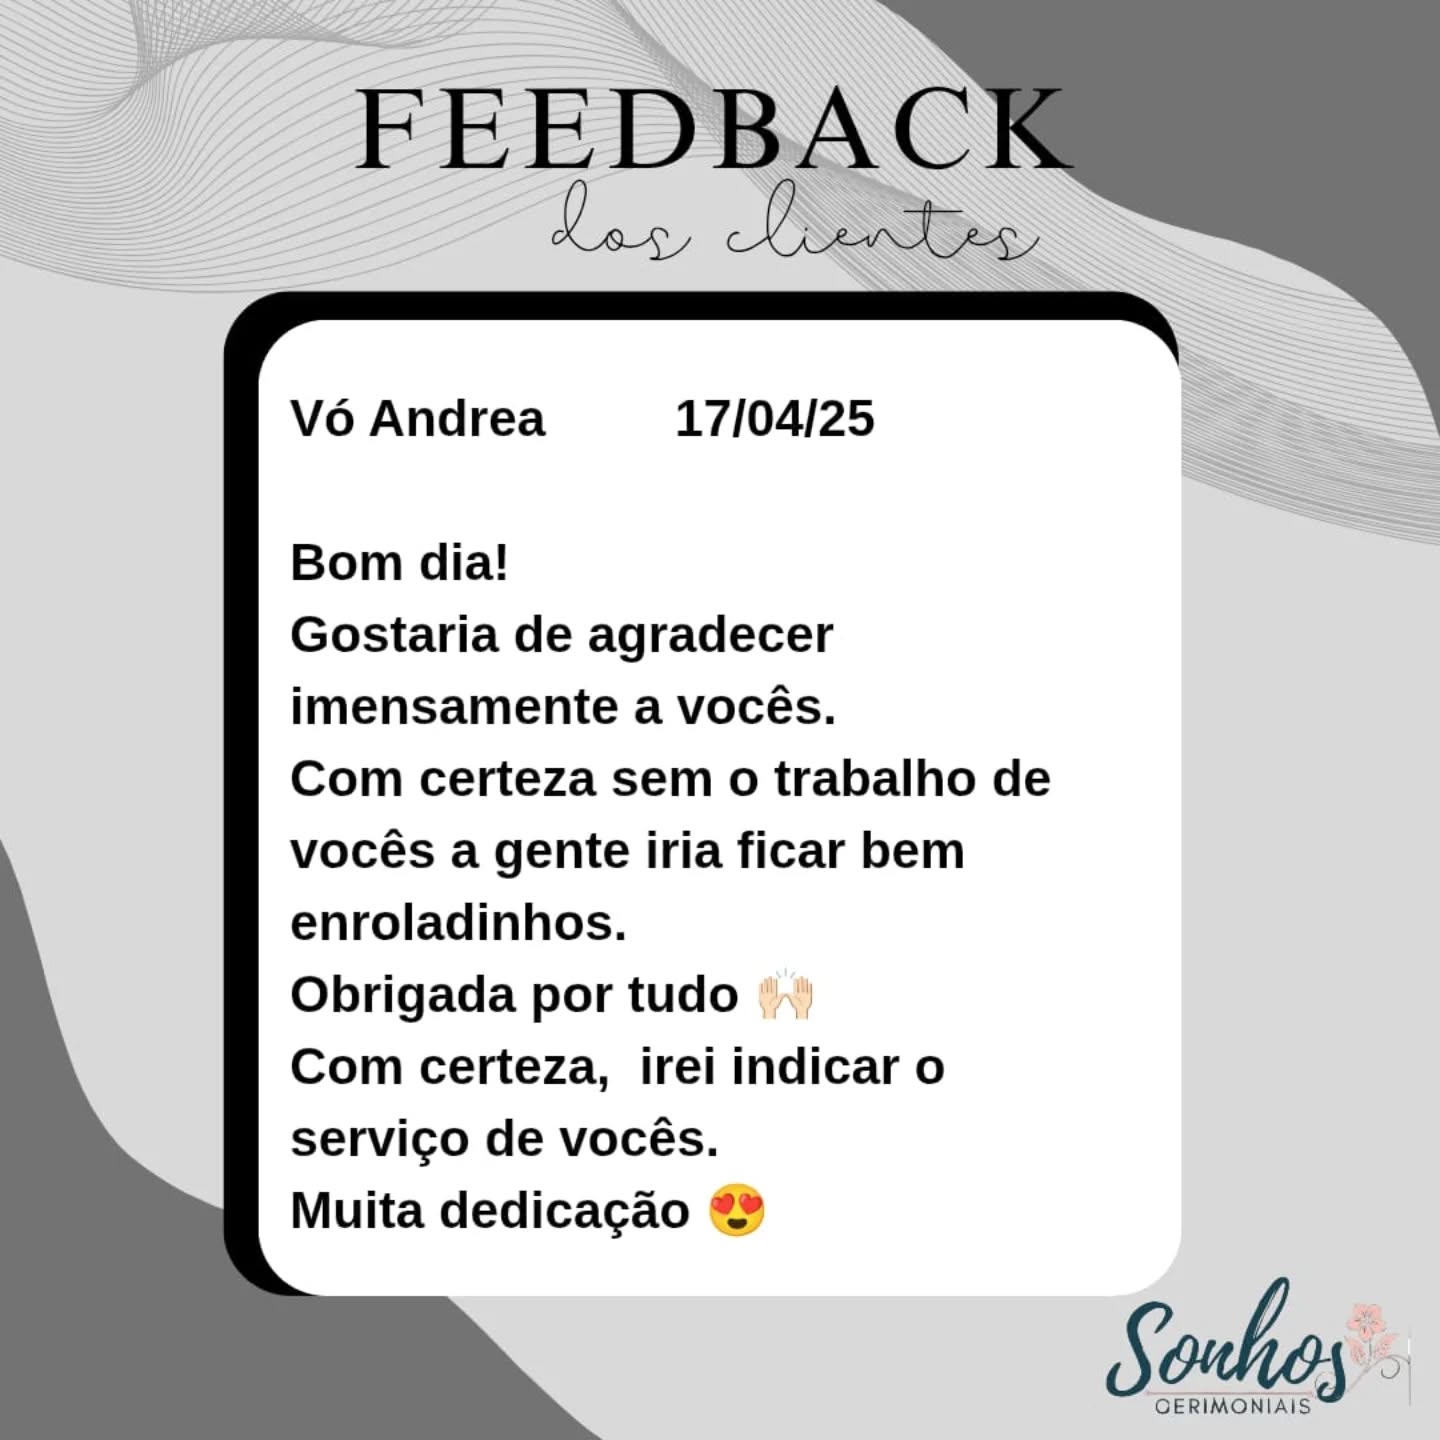 FEEDBACK
dos clientes
Vó Andrea 17/04/25
Bom dia!
Gostaria de agradecer
imensamente a vocês.
Com certeza sem o trabalho de
vocês a gente iria ficar bem
enroladinhos.
Obrigada por tudo 🙌🏻
Com certeza,  irei indicar o
serviço de vocês.
Muita dedicação 😍
Sonhos
CERIMONIAIS